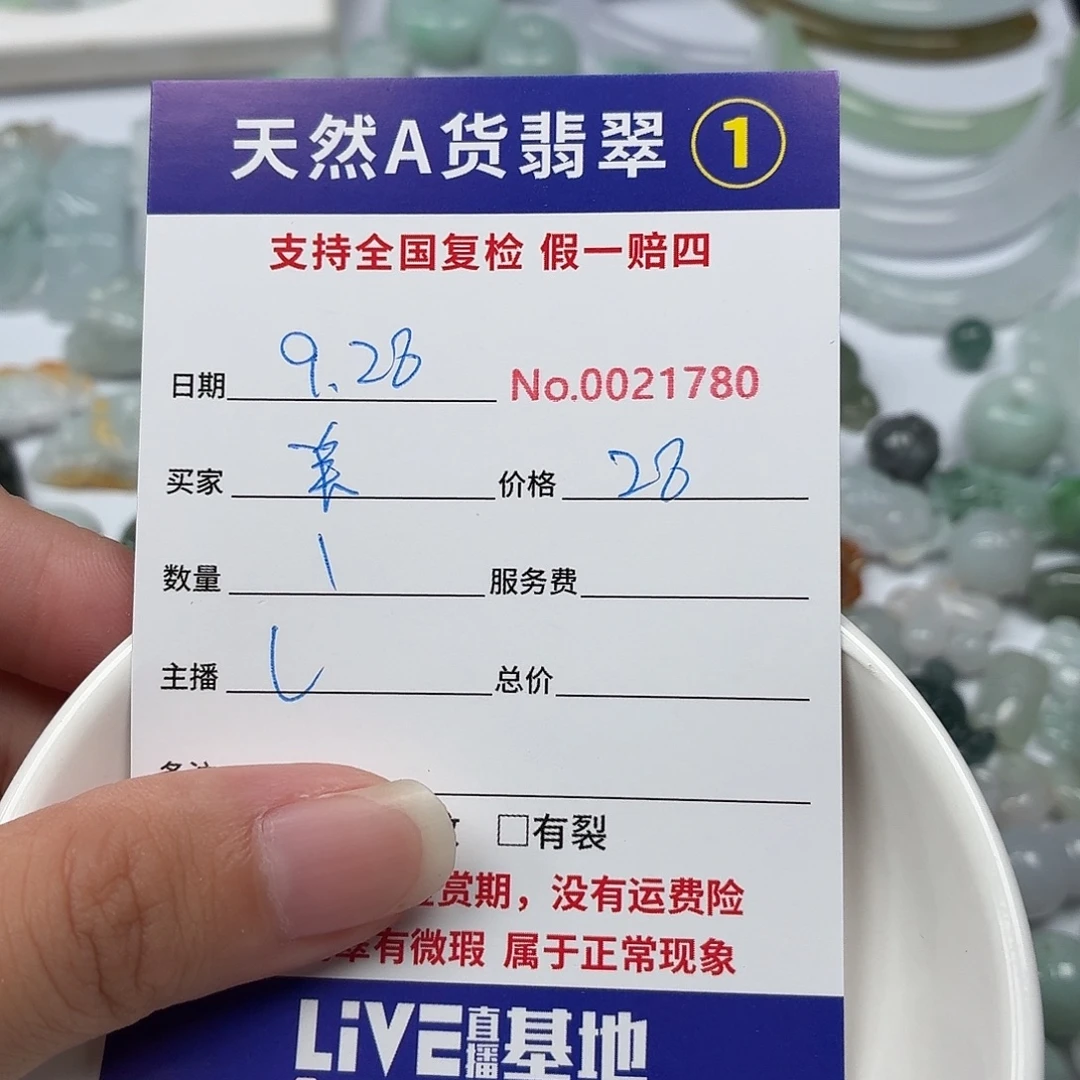 天然A货翡翠 1
支持全国复检 假一赔四
日期 9.28 No.0021780
买家 价格 28
数量 1 服务费
主播 L 总价
□有裂
赏期，没有运费险
有微瑕 属于正常现象
LiVE直播基地